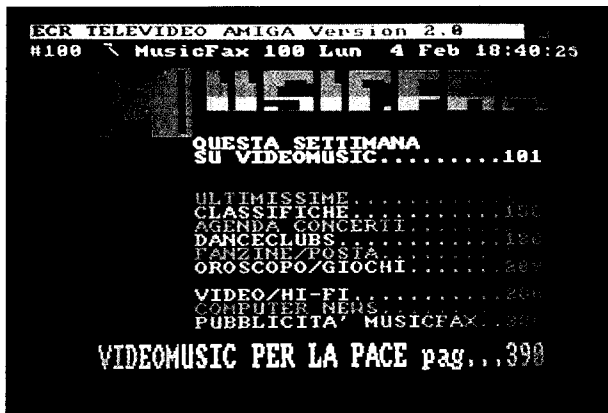 ECR TELEVIDEO AMIGA Version 2.0
#100 MusicFax 100 Lun 4 Feb 18:40:25
MUSICFAX
QUESTA SETTIMANA
SU VIDEOMUSIC.........101
ULTIMISSIME
CLASSIFICHE
AGENDA CONCERTI
DANCECLUBS
FANZINE/POSTA
OROSCOPO/GIOCHI
VIDEO/HI-FI
COMPUTER NEWS
PUBBLICITA' MUSICFAX
VIDEOMUSIC PER LA PACE pag...390